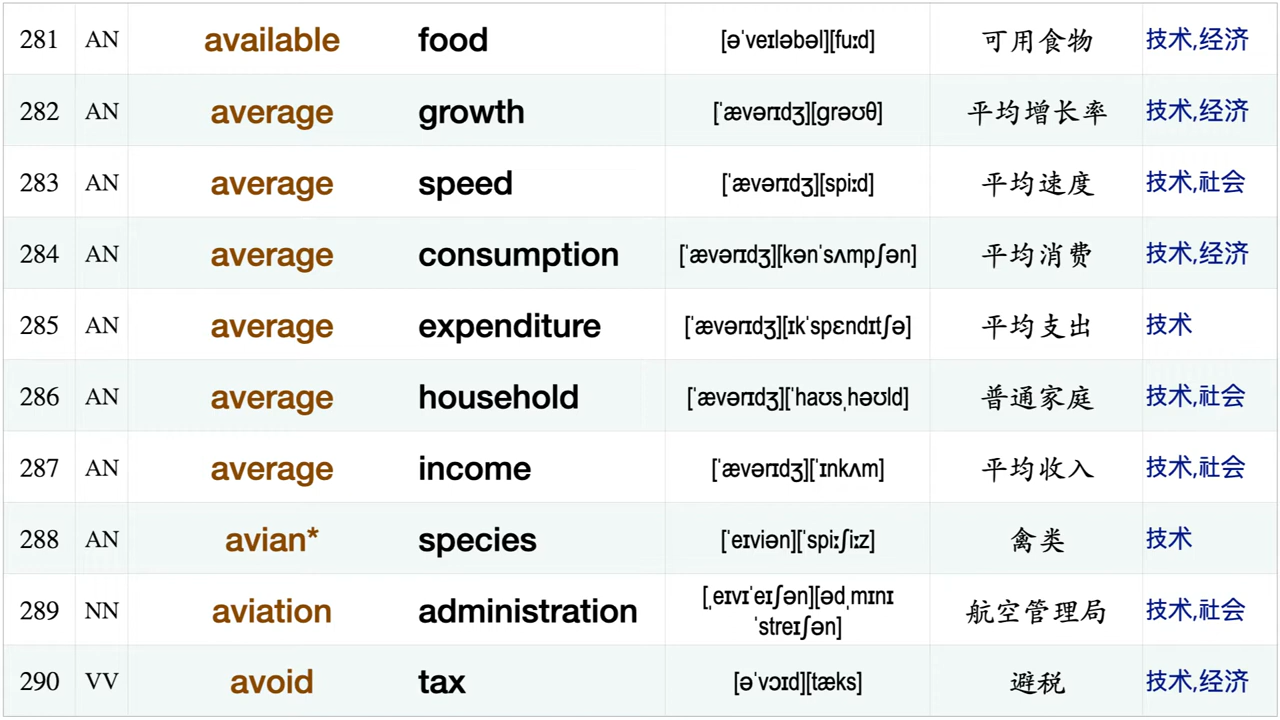 281 AN available food [əˈveɪləbəl][fuːd] 可用食物 技术,经济
282 AN average growth [ˈævərɪdʒ][grəʊθ] 平均增长率 技术,经济
283 AN average speed [ˈævərɪdʒ][spiːd] 平均速度 技术,社会
284 AN average consumption [ˈævərɪdʒ][kənˈsʌmpʃən] 平均消费 技术,经济
285 AN average expenditure [ˈævərɪdʒ][ɪkˈspɛndɪtʃə] 平均支出 技术
286 AN average household [ˈævərɪdʒ][ˈhaʊsˌhəʊld] 普通家庭 技术,社会
287 AN average income [ˈævərɪdʒ][ˈɪnkʌm] 平均收入 技术,社会
288 AN avian* species [ˈeɪviən][ˈspiːʃiːz] 禽类 技术
289 NN aviation administration [ˌeɪvɪˈeɪʃən][ədˌmɪnɪ
ˈstreɪʃən] 航空管理局 技术,社会
290 VV avoid tax [əˈvɔɪd][tæks] 避税 技术,经济